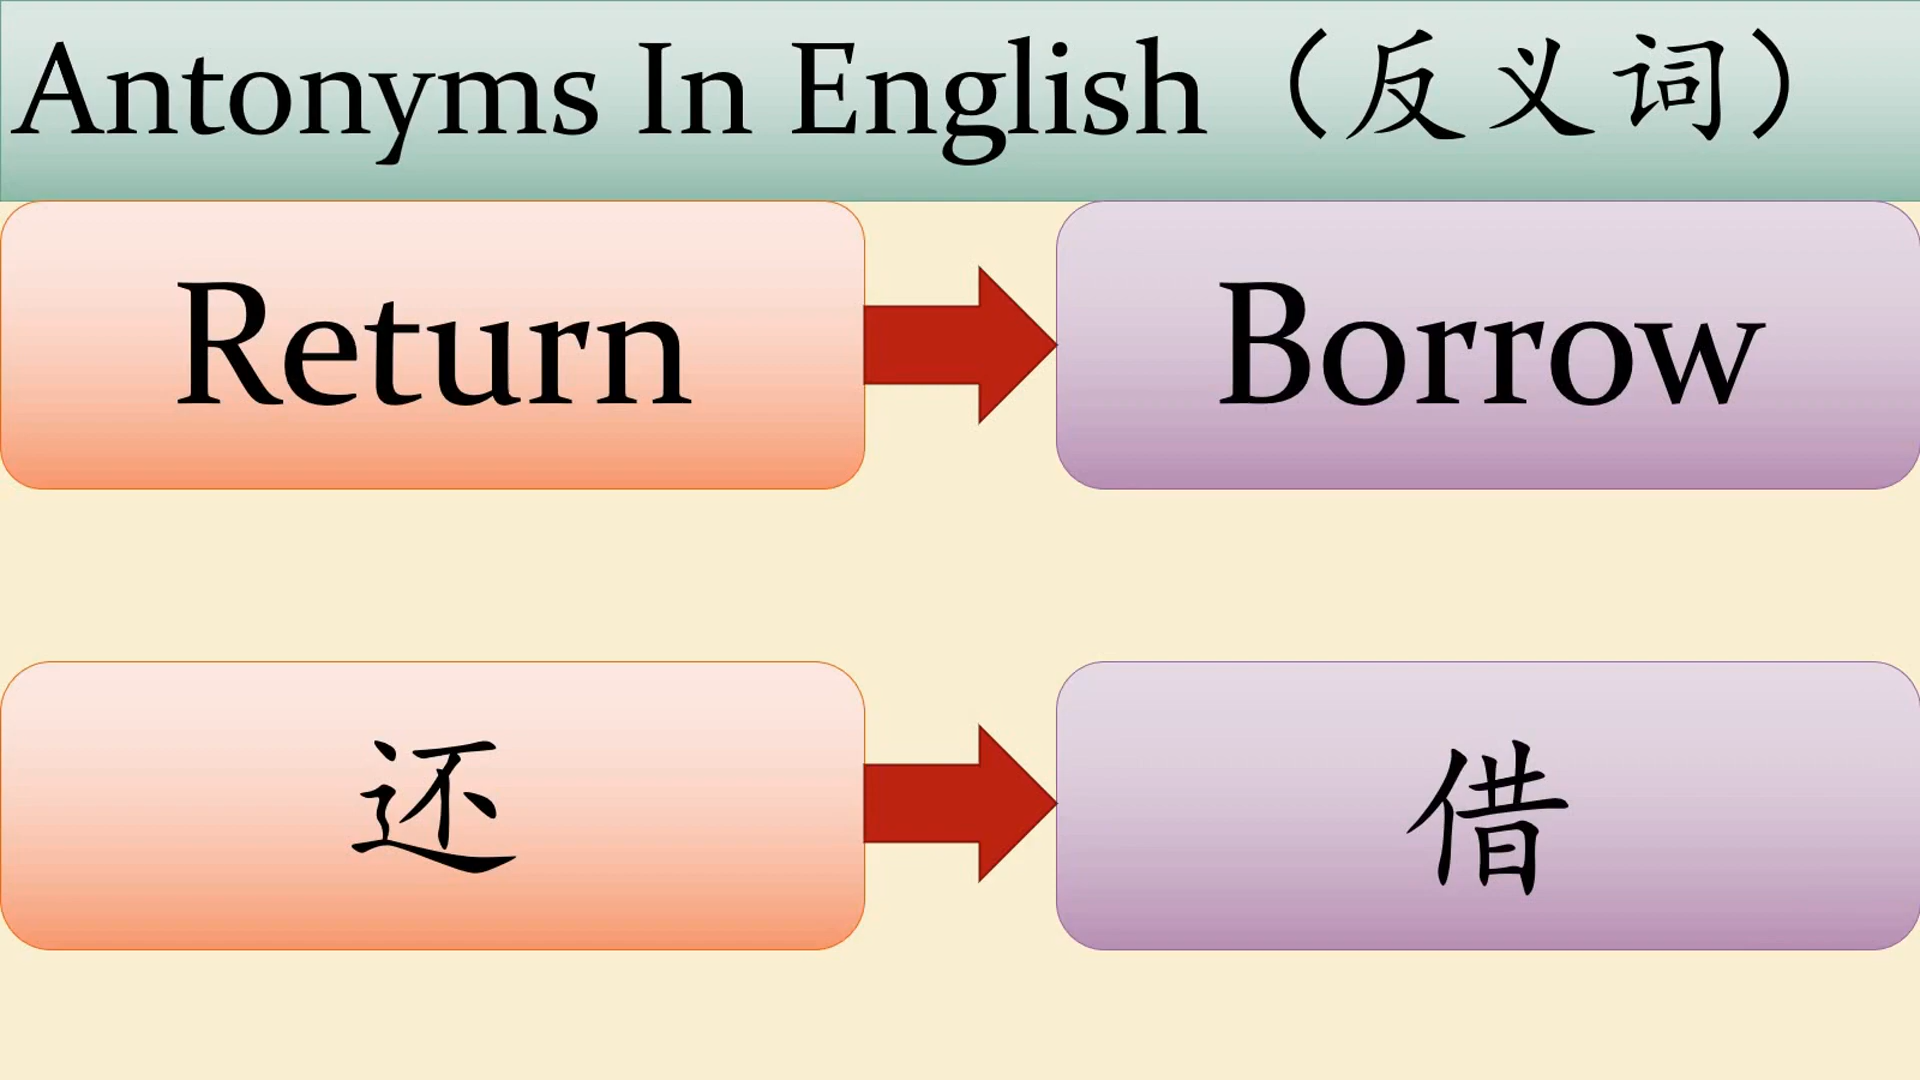 Antonyms In English（反义词）
Return
Borrow
还
借